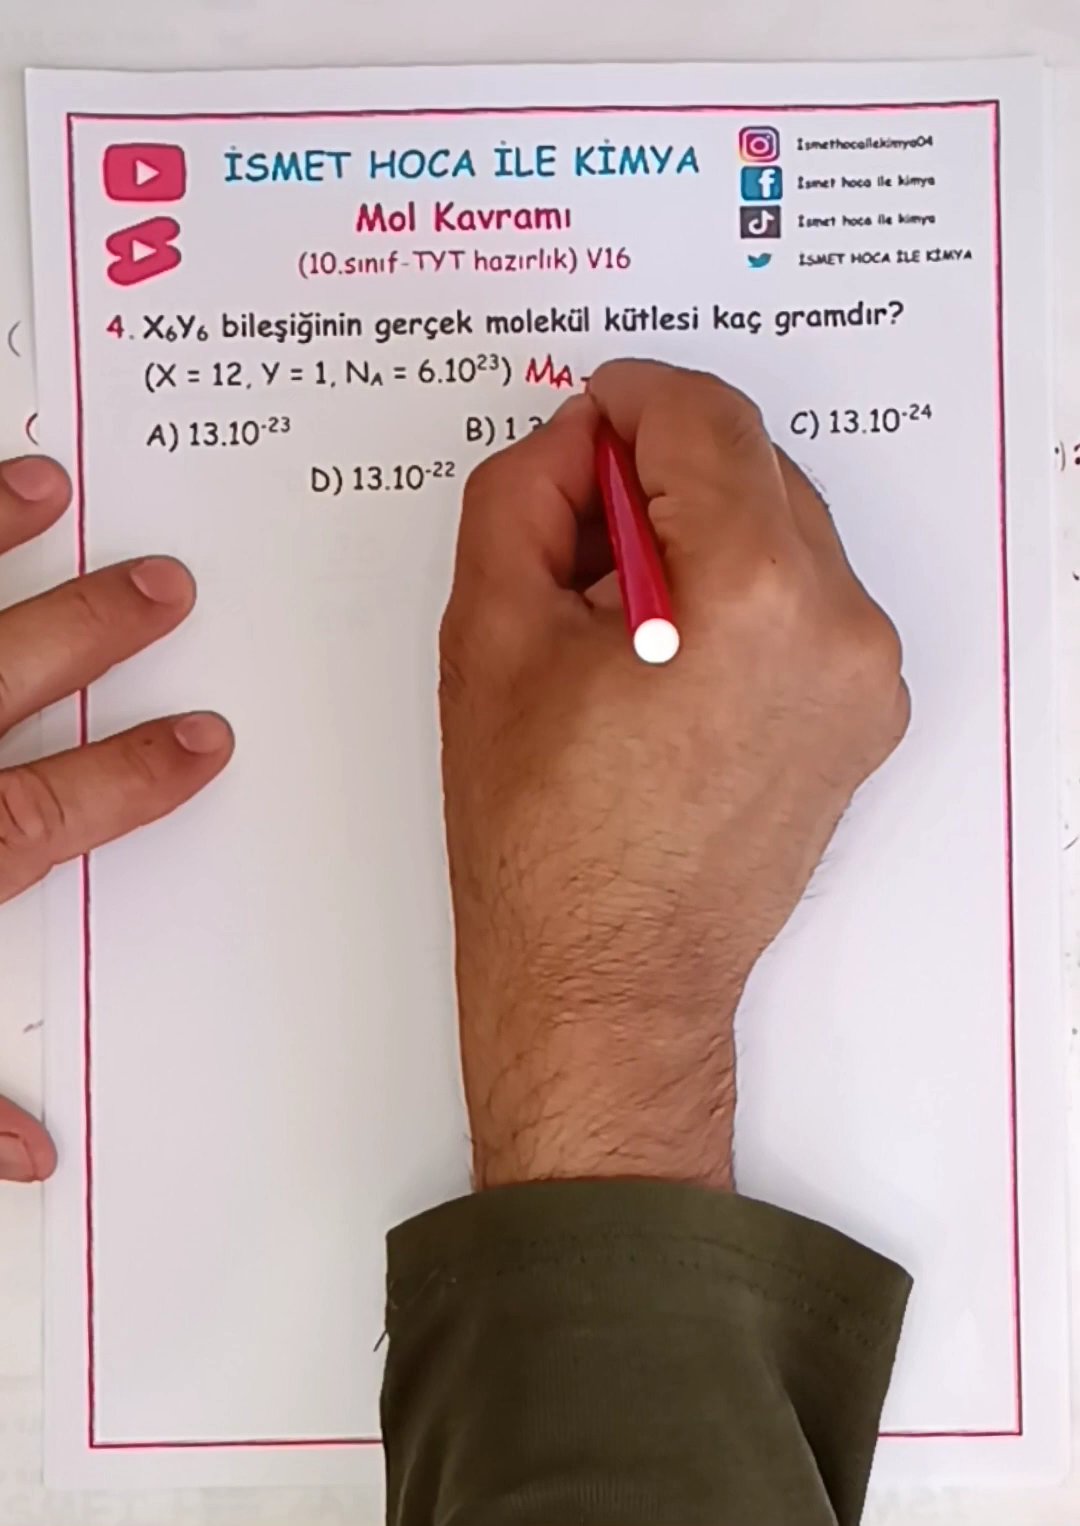 İSMET HOCA İLE KİMYA
Mol Kavramı
(10.sınıf-TYT hazırlık) V16
İsmethocailekimya04
İsmet hoca ile kimya
İsmet hoca ile kimya
İSMET HOCA İLE KİMYA
4. X₆Y₆ bileşiğinin gerçek molekül kütlesi kaç gramdır?
(X = 12, Y = 1, Nᴀ = 6.10²³) MA
A) 13.10⁻²³
B) 1
C) 13.10⁻²⁴
D) 13.10⁻²²